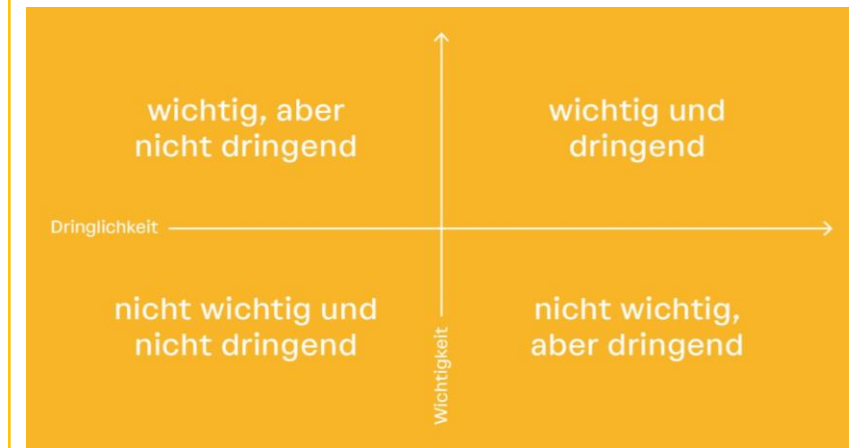 wichtig, aber
nicht dringend
wichtig und
dringend
Dringlichkeit
nicht wichtig und
nicht dringend
nicht wichtig,
aber dringend
Wichtigkeit